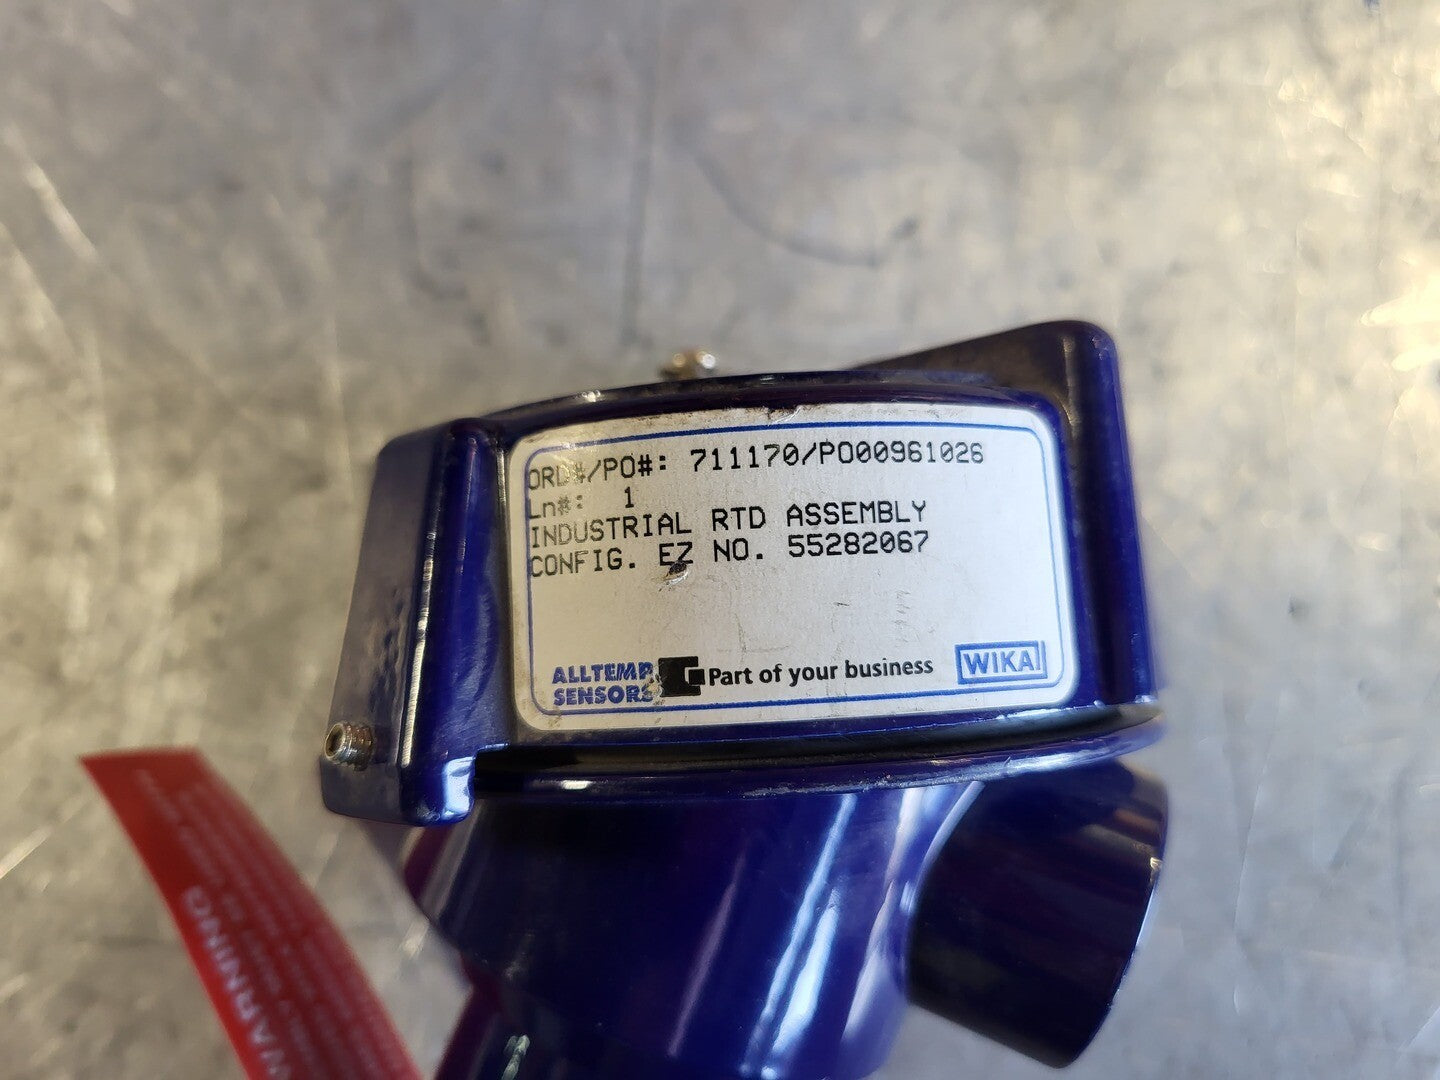 ORD#/PO#: 711170/PO00961026
Ln#: 1
INDUSTRIAL RTD ASSEMBLY
CONFIG. EZ NO. 55282067
ALLTEMP
SENSORS
Part of your business
WIKA
WARNING